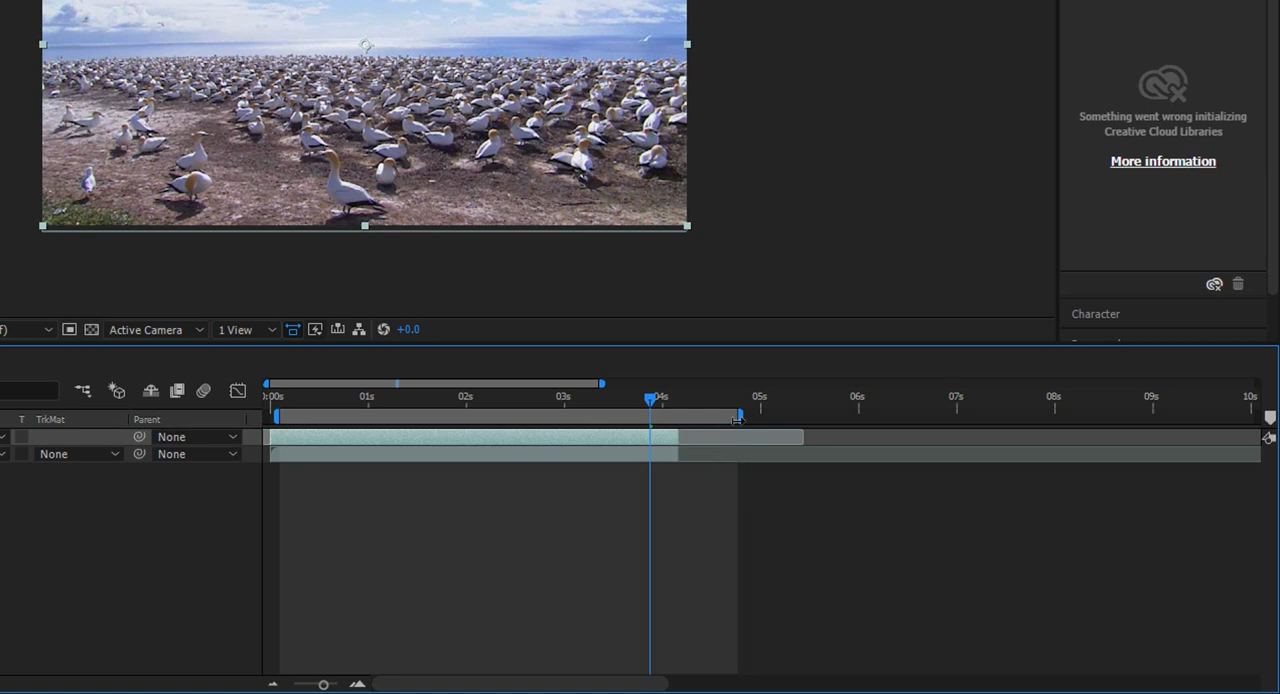 Something went wrong initializing
Creative Cloud Libraries
More information
Character
f)
Active Camera
1 View
+0.0
0:00s 01s 02s 03s 04s 05s 06s 07s 08s 09s 10s
T TrkMat Parent
None
None None